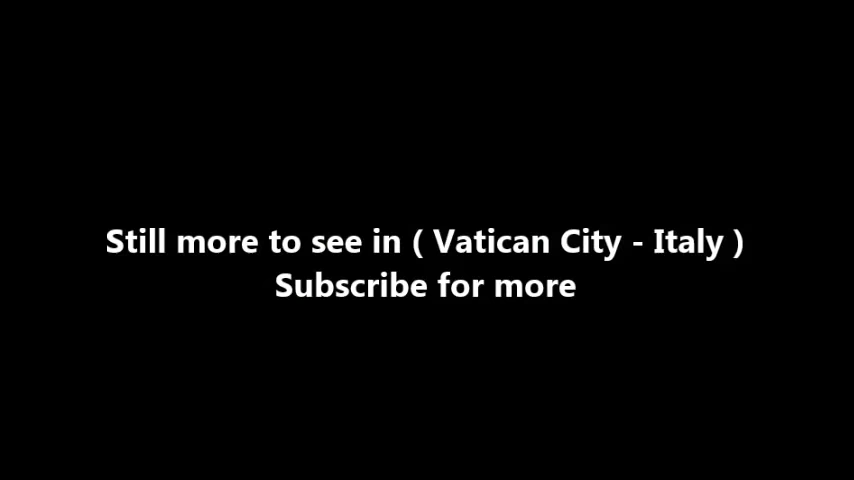 Still more to see in ( Vatican City - Italy )
Subscribe for more